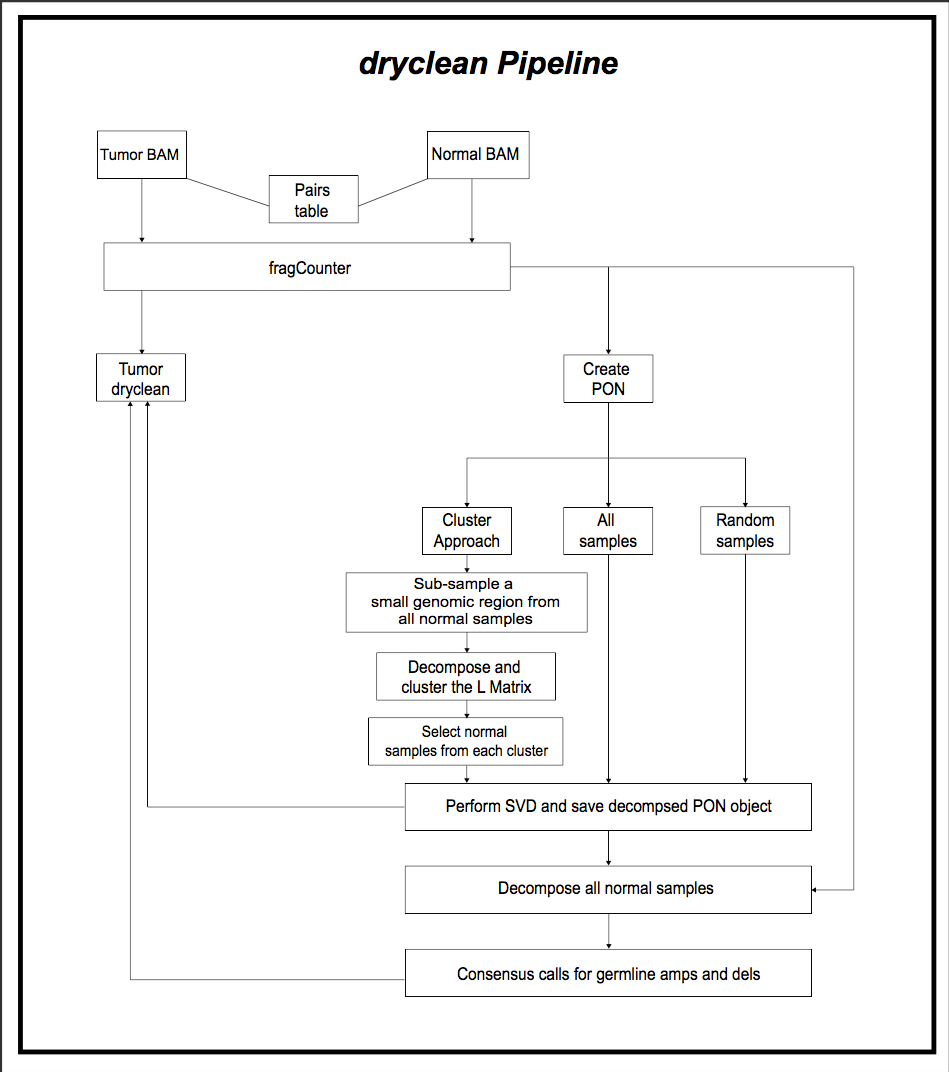 dryclean Pipeline
Tumor BAM
Normal BAM
Pairs
table
fragCounter
Tumor
dryclean
Create
PON
Cluster
Approach
All
samples
Random
samples
Sub-sample a
small genomic region from
all normal samples
Decompose and
cluster the L Matrix
Select normal
samples from each cluster
Perform SVD and save decompsed PON object
Decompose all normal samples
Consensus calls for germline amps and dels